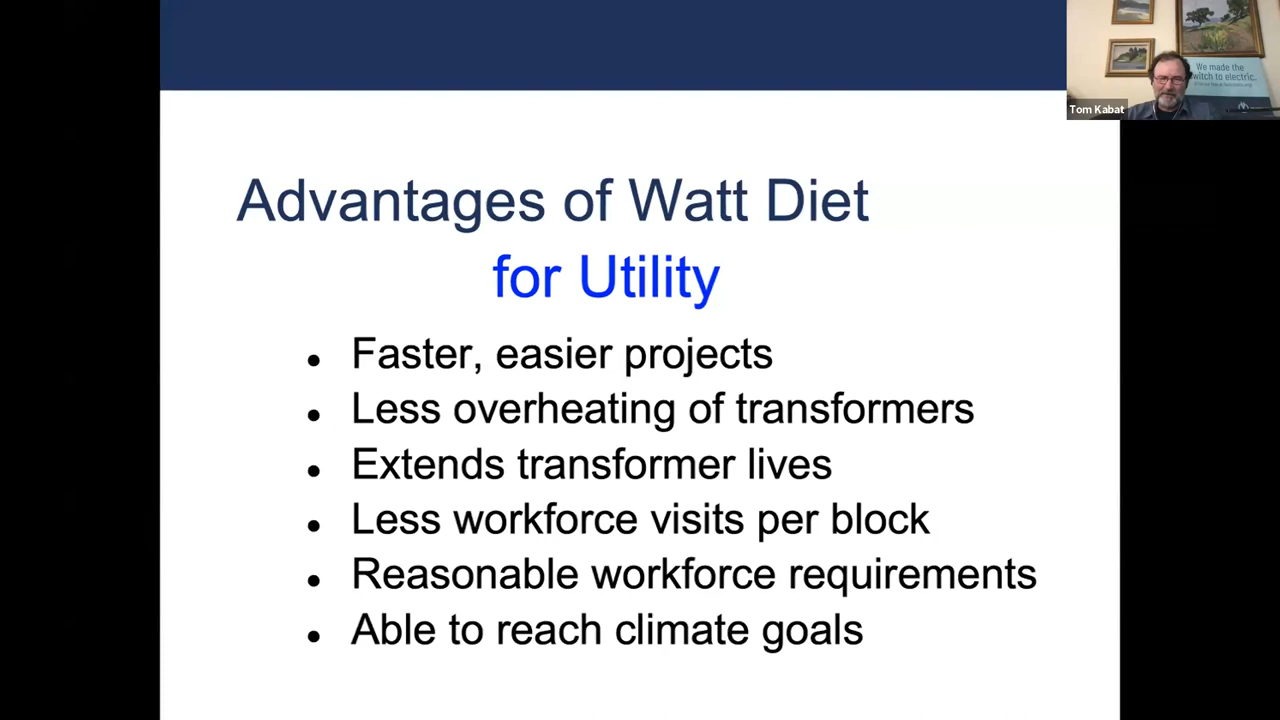 We made the
switch to electric.
Tom Kabat
Advantages of Watt Diet
for Utility
• Faster, easier projects
• Less overheating of transformers
• Extends transformer lives
• Less workforce visits per block
• Reasonable workforce requirements
• Able to reach climate goals